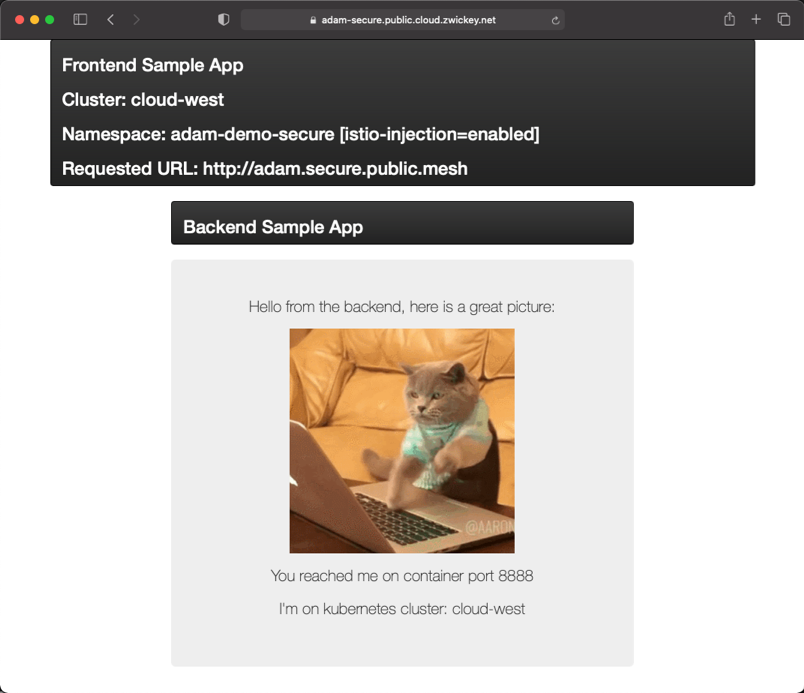 adam-secure.public.cloud.zwickey.net
Frontend Sample App
Cluster: cloud-west
Namespace: adam-demo-secure [istio-injection=enabled]
Requested URL: http://adam.secure.public.mesh
Backend Sample App
Hello from the backend, here is a great picture:
@AARON
You reached me on container port 8888
I'm on kubernetes cluster: cloud-west